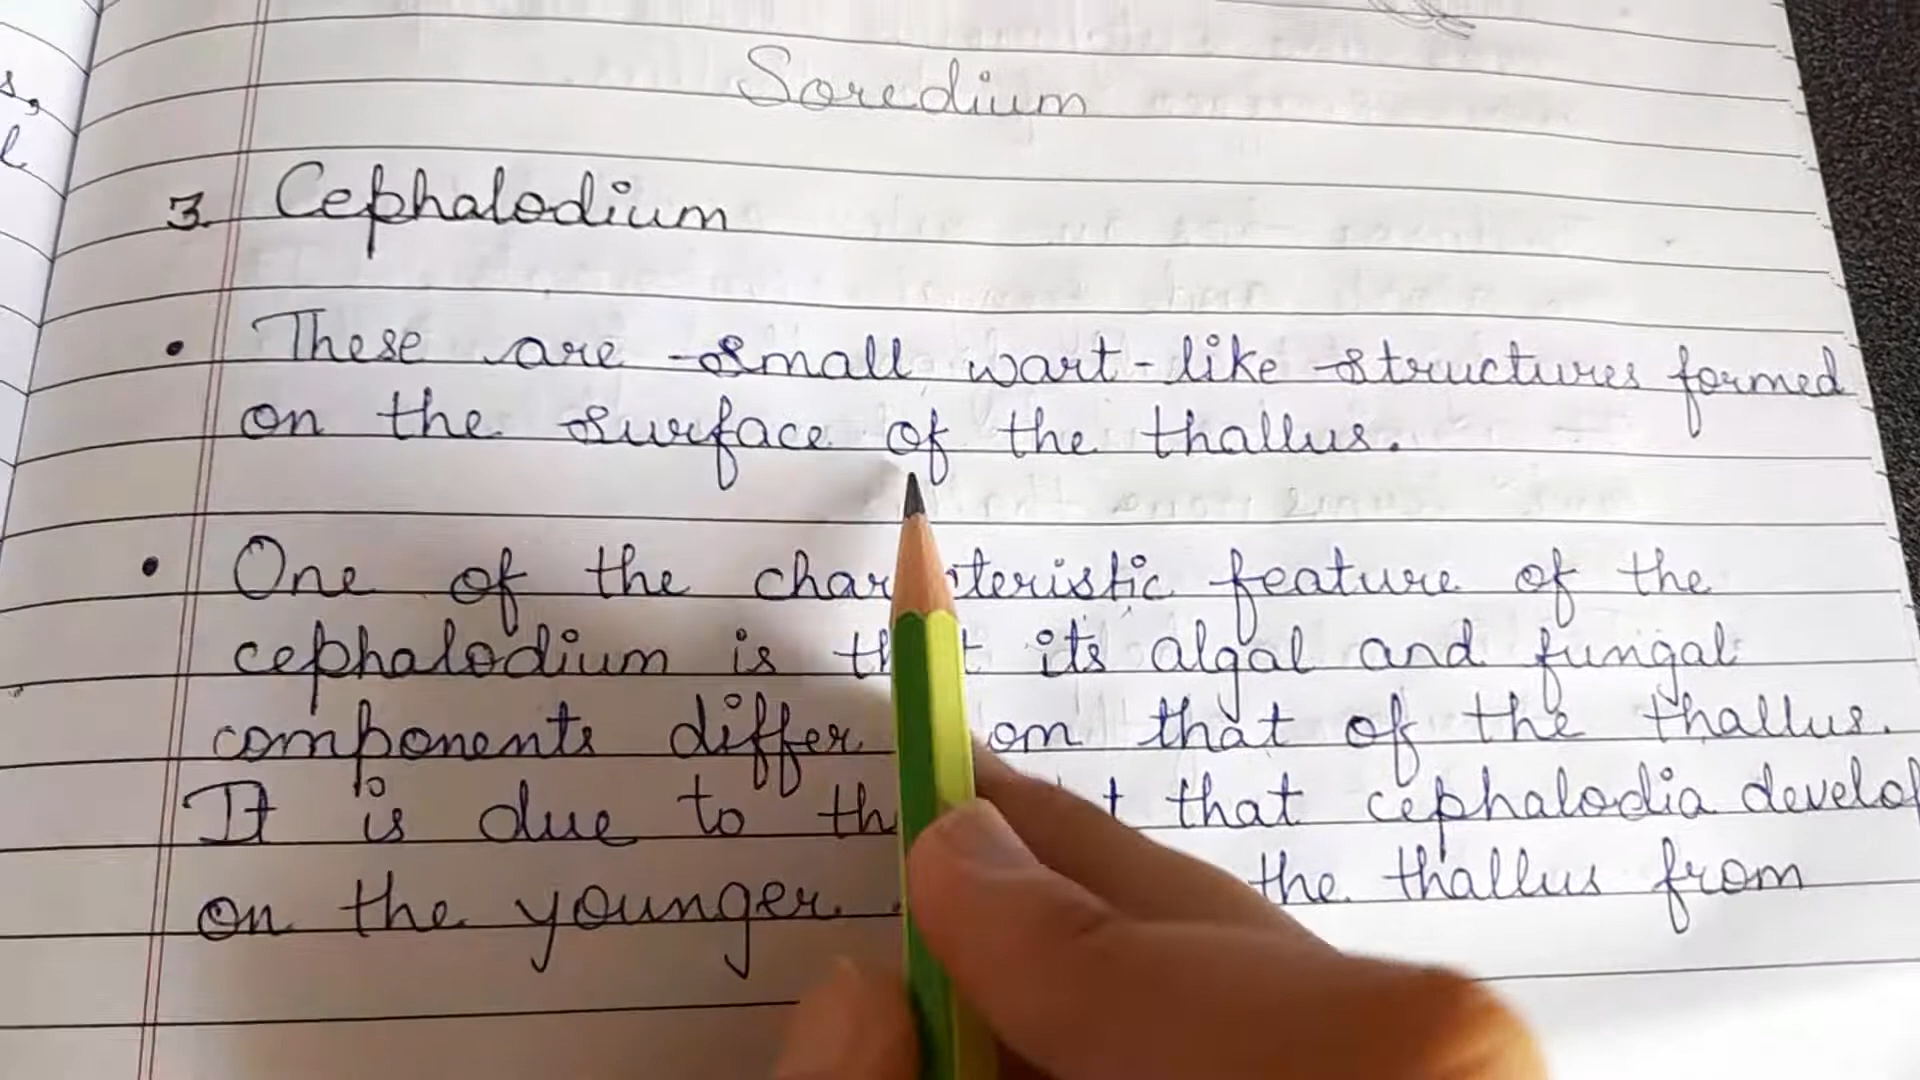 s,
l
Soredium
3. Cephalodium
• These are small wart-like structures formed
on the surface of the thallus.
• One of the characteristic feature of the
cephalodium is that its algal and fungal
components differ from that of the thallus.
It is due to the that cephalodia develop
on the younger the thallus from